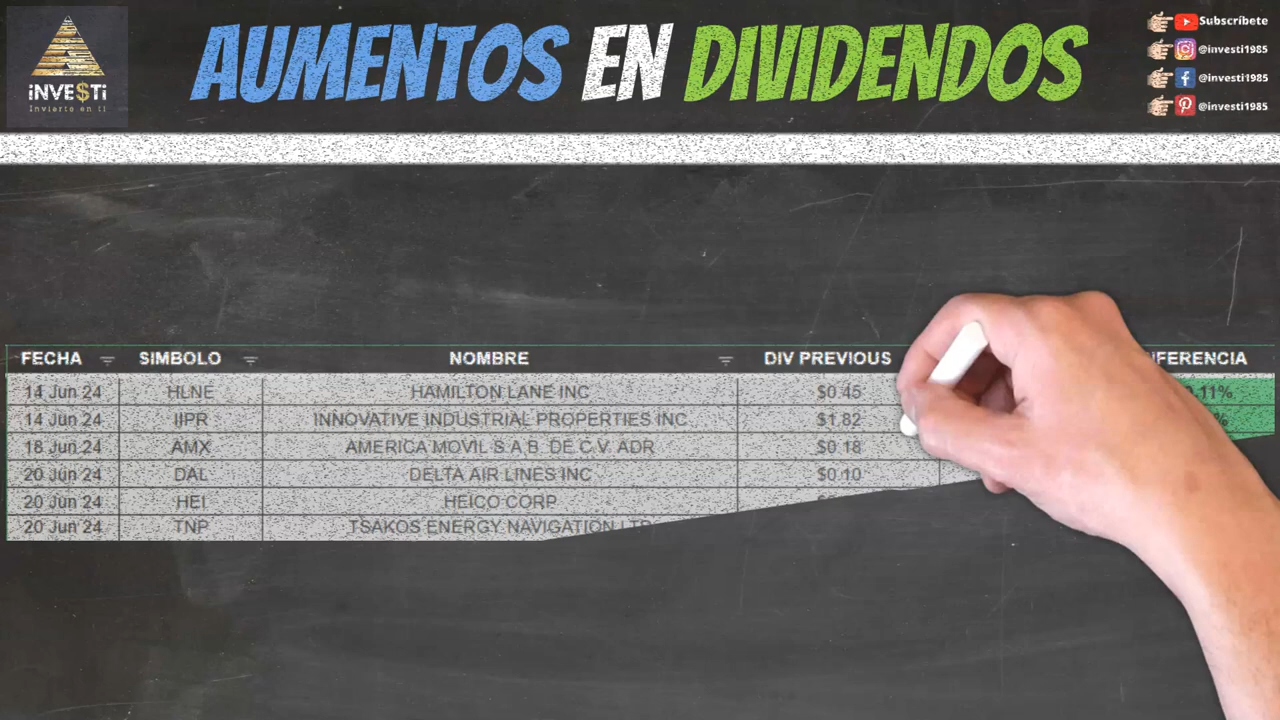 iNVE$Ti
Invierte en ti
AUMENTOS EN DIVIDENDOS
Subscríbete
@investi1985
@investi1985
@investi1985
FECHA SIMBOLO NOMBRE DIV PREVIOUS
14 Jun 24 HLNE HAMILTON LANE INC $0.45
14 Jun 24 IIPR INNOVATIVE INDUSTRIAL PROPERTIES INC $1.82
18 Jun 24 AMX AMERICA MOVIL S A B DE C V ADR $0.18
20 Jun 24 DAL DELTA AIR LINES INC $0.10
20 Jun 24 HEI HEICO CORP
20 Jun 24 TNP TSAKOS ENERGY NAVIGATION LTD